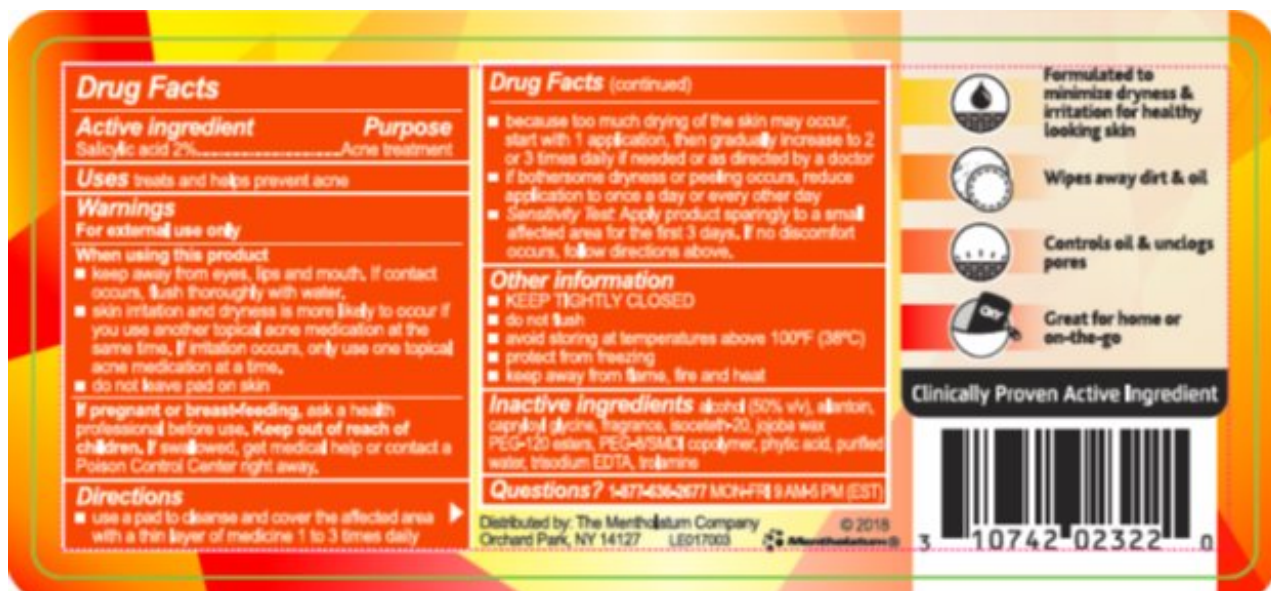 Drug Facts
Active ingredient Purpose
Salicylic acid 2%......................................Acne treatment
Uses treats and helps prevent acne
Warnings
For external use only
When using this product
■ keep away from eyes, lips and mouth. If contact
occurs, flush thoroughly with water.
■ skin irritation and dryness is more likely to occur if
you use another topical acne medication at the
same time. If irritation occurs, only use one topical
acne medication at a time.
■ do not leave pad on skin
If pregnant or breast-feeding, ask a health
professional before use. Keep out of reach of
children. If swallowed, get medical help or contact a
Poison Control Center right away.
Directions
■ use a pad to cleanse and cover the affected area
with a thin layer of medicine 1 to 3 times daily
Drug Facts (continued)
■ because too much drying of the skin may occur,
start with 1 application, then gradually increase to 2
or 3 times daily if needed or as directed by a doctor
■ if bothersome dryness or peeling occurs, reduce
application to once a day or every other day
■ Sensitivity Test: Apply product sparingly to a small
affected area for the first 3 days. If no discomfort
occurs, follow directions above.
Other information
■ KEEP TIGHTLY CLOSED
■ do not flush
■ avoid storing at temperatures above 100°F (38°C)
■ protect from freezing
■ keep away from flame, fire and heat
Inactive ingredients alcohol (50% v/v), allantoin,
capryloyl glycine, fragrance, isoceteth-20, jojoba wax
PEG-120 esters, PEG-8/SMDI copolymer, phytic acid, purified
water, trisodium EDTA, trolamine
Questions? 1-877-636-2677 MON-FRI 9 AM-5 PM (EST)
Distributed by: The Mentholatum Company © 2018
Orchard Park, NY 14127 LE017003 Mentholatum®
Formulated to
minimize dryness &
irritation for healthy
looking skin
Wipes away dirt & oil
Controls oil & unclogs
pores
OXY
Great for home or
on-the-go
Clinically Proven Active Ingredient
3 10742 02322 0